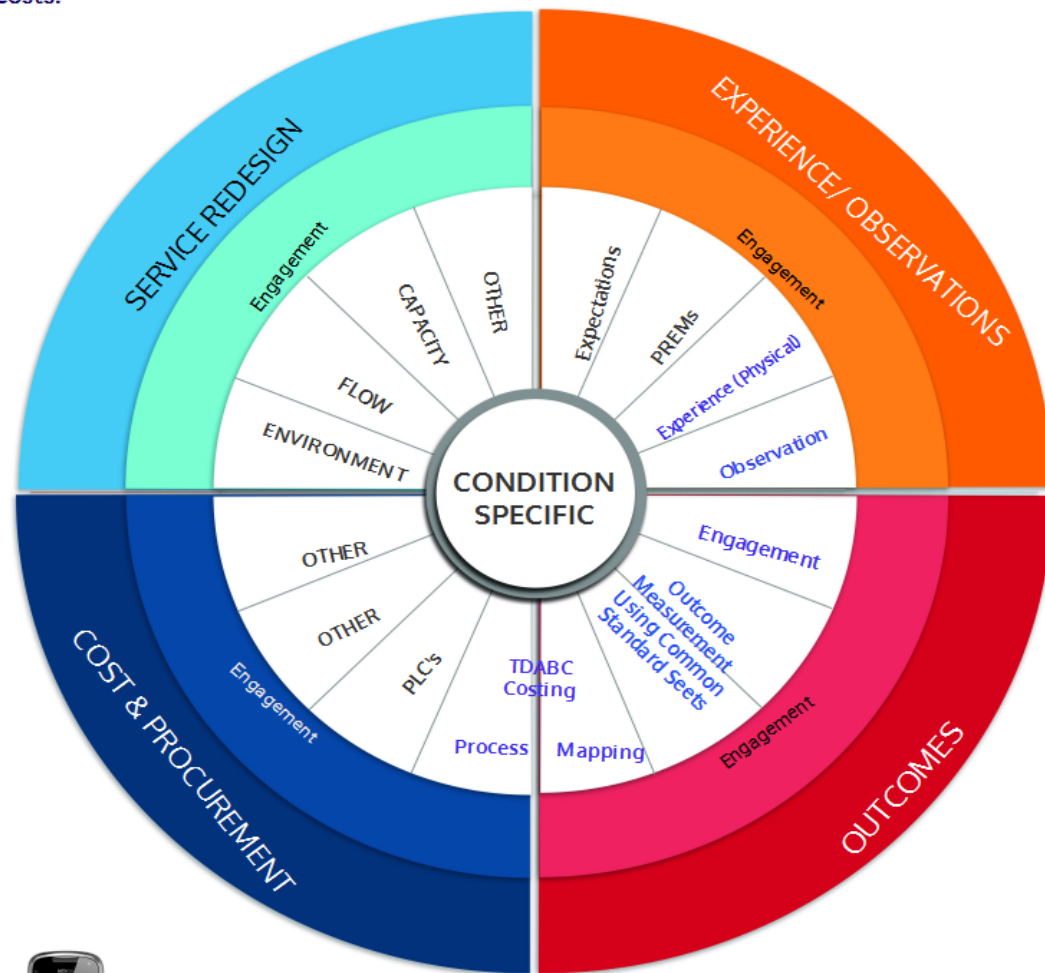 costs.
SERVICE REDESIGN
EXPERIENCE/ OBSERVATIONS
Engagement
Engagement
CAPACITY
OTHER
Expectations
PREMs
FLOW
Experience (Physical)
ENVIRONMENT
Observation
CONDITION
SPECIFIC
OTHER
Engagement
OTHER
Outcome
Measurement
Using Common
Standard Seets
PLC's
TDABC
Costing
Engagement
Engagement
Process
Mapping
COST & PROCUREMENT
OUTCOMES